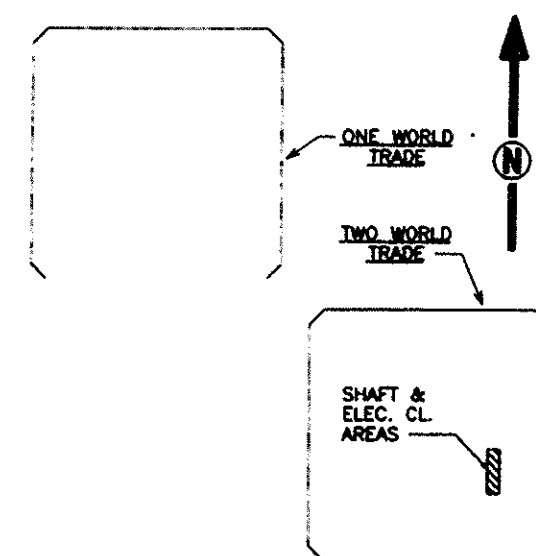 ONE WORLD
TRADE
N
TWO WORLD
TRADE
SHAFT &
ELEC. CL.
AREAS